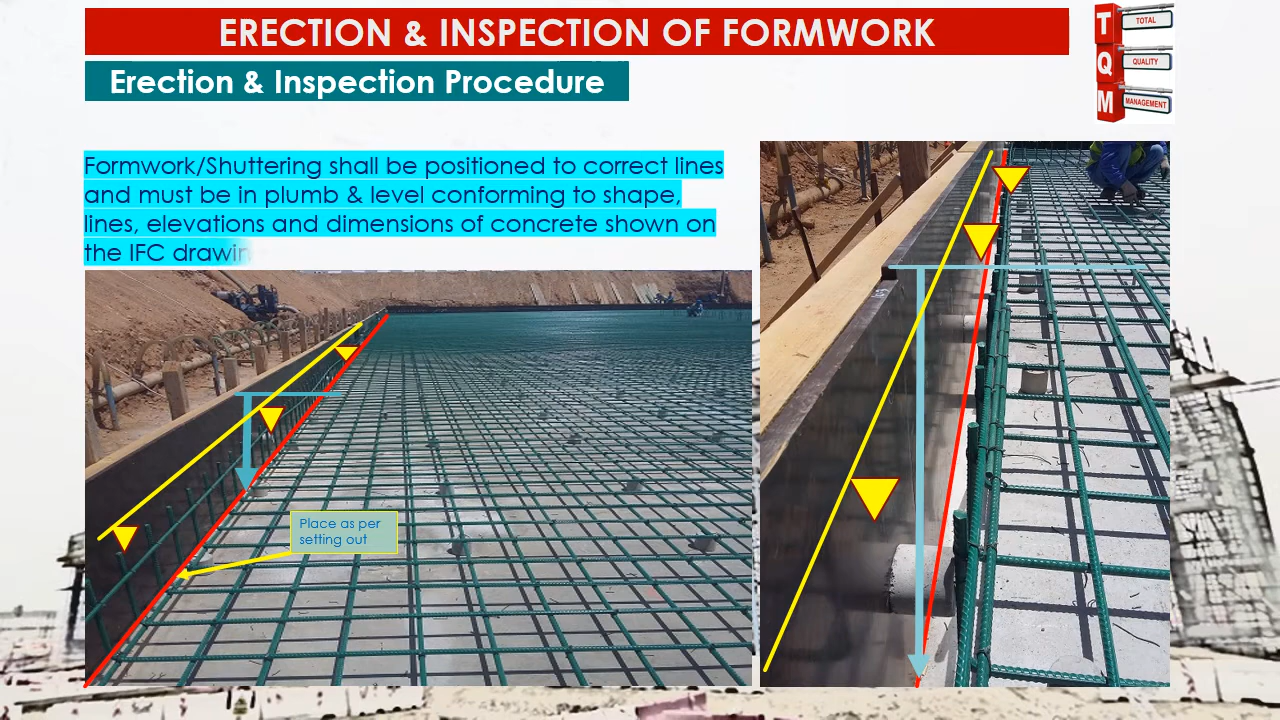 ERECTION & INSPECTION OF FORMWORK
Erection & Inspection Procedure
T TOTAL
Q QUALITY
M MANAGEMENT
Formwork/Shuttering shall be positioned to correct lines
and must be in plumb & level conforming to shape,
lines, elevations and dimensions of concrete shown on
the IFC drawin
Place as per
setting out